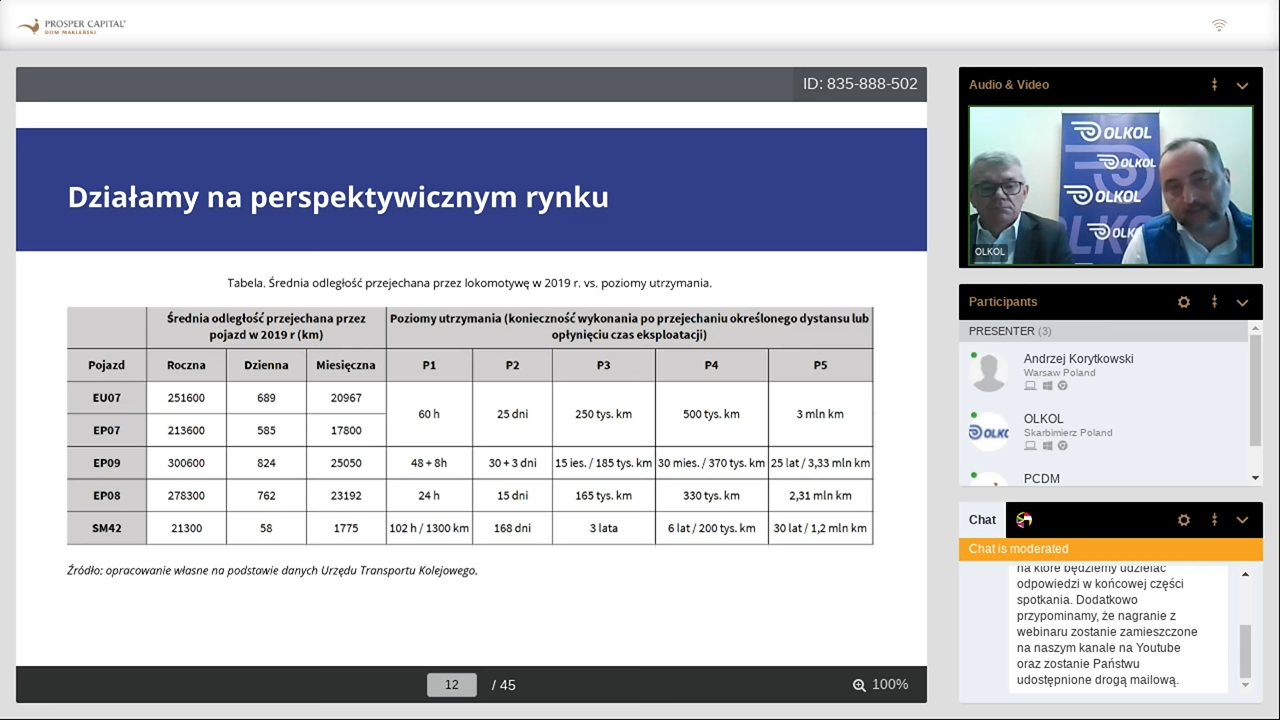 PROSPER CAPITAL
DOM MAKLERSKI
ID: 835-888-502
Działamy na perspektywicznym rynku
Tabela. Średnia odległość przejechana przez lokomotywę w 2019 r. vs. poziomy utrzymania.
Średnia odległość przejechana przez pojazd w 2019 r (km)
Poziomy utrzymania (konieczność wykonania po przejechaniu określonego dystansu lub opłynięciu czas eksploatacji)
Pojazd Roczna Dzienna Miesięczna P1 P2 P3 P4 P5
EU07 251600 689 20967
60 h 25 dni 250 tys. km 500 tys. km 3 mln km
EP07 213600 585 17800
EP09 300600 824 25050 48 + 8h 30 + 3 dni 15 ies. / 185 tys. km 30 mies. / 370 tys. km 25 lat / 3,33 mln km
EP08 278300 762 23192 24 h 15 dni 165 tys. km 330 tys. km 2,31 mln km
SM42 21300 58 1775 102 h / 1300 km 168 dni 3 lata 6 lat / 200 tys. km 30 lat / 1,2 mln km
Źródło: opracowanie własne na podstawie danych Urzędu Transportu Kolejowego.
12 / 45
100%
Audio & Video
OLKOL
OLKOL
OLKOL
OLKOL
Participants
PRESENTER (3)
Andrzej Korytkowski
Warsaw Poland
OLKOL
Skarbimierz Poland
PCDM
Chat
Chat is moderated
na które będziemy udzielać
odpowiedzi w końcowej części
spotkania. Dodatkowo
przypominamy, że nagranie z
webinaru zostanie zamieszczone
na naszym kanale na Youtube
oraz zostanie Państwu
udostępnione drogą mailową.